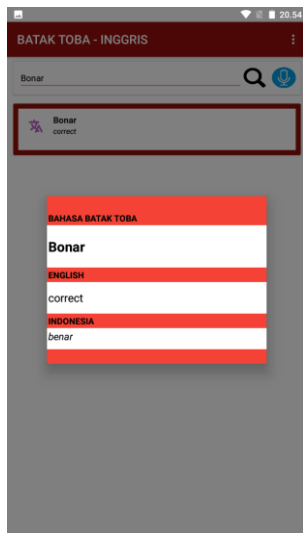 20.54
BATAK TOBA - INGGRIS
Bonar
Bonar
correct
BAHASA BATAK TOBA
Bonar
ENGLISH
correct
INDONESIA
benar